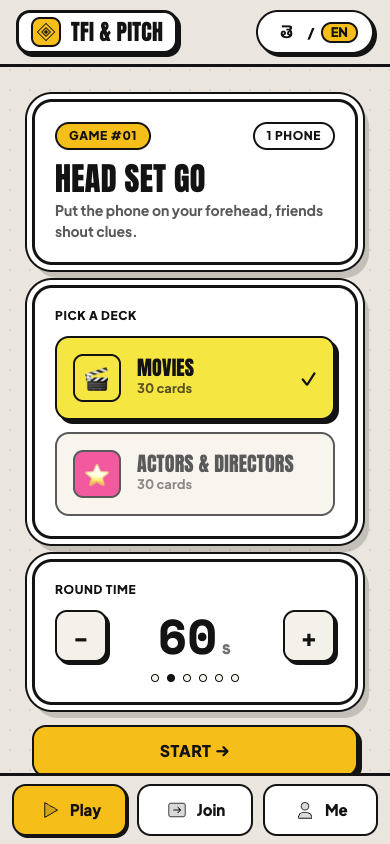 TFI & PITCH
తె / EN
GAME #01
1 PHONE
HEAD SET GO
Put the phone on your forehead, friends
shout clues.
PICK A DECK
MOVIES
30 cards
ACTORS & DIRECTORS
30 cards
ROUND TIME
- 60 s +
START →
Play
Join
Me